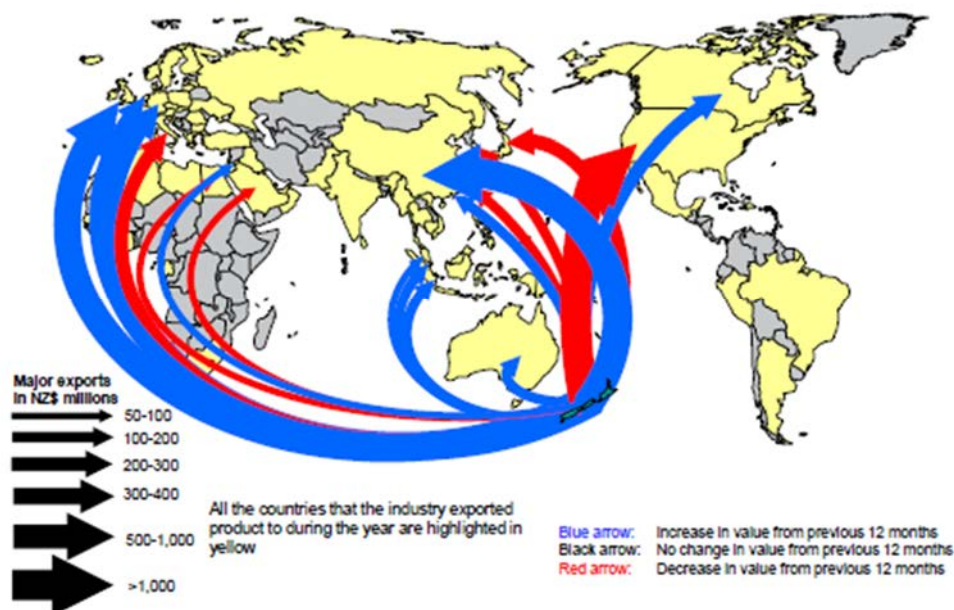 Major exports
in NZ$ millions
50-100
100-200
200-300
300-400
500-1,000
>1,000
All the countries that the industry exported
product to during the year are highlighted in
yellow
Blue arrow: Increase in value from previous 12 months
Black arrow: No change in value from previous 12 months
Red arrow: Decrease in value from previous 12 months